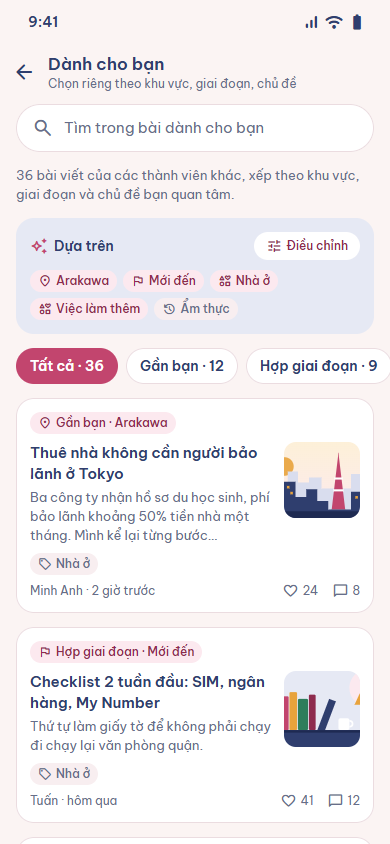 9:41
Dành cho bạn
Chọn riêng theo khu vực, giai đoạn, chủ đề
Tìm trong bài dành cho bạn
36 bài viết của các thành viên khác, xếp theo khu vực,
giai đoạn và chủ đề bạn quan tâm.
Dựa trên
Điều chỉnh
Arakawa
Mới đến
Nhà ở
Việc làm thêm
Ẩm thực
Tất cả · 36
Gần bạn · 12
Hợp giai đoạn · 9
Gần bạn · Arakawa
Thuê nhà không cần người bảo
lãnh ở Tokyo
Ba công ty nhận hồ sơ du học sinh, phí
bảo lãnh khoảng 50% tiền nhà một
tháng. Mình kể lại từng bước…
Nhà ở
Minh Anh · 2 giờ trước
24
8
Hợp giai đoạn · Mới đến
Checklist 2 tuần đầu: SIM, ngân
hàng, My Number
Thứ tự làm giấy tờ để không phải chạy
đi chạy lại văn phòng quận.
Nhà ở
Tuấn · hôm qua
41
12